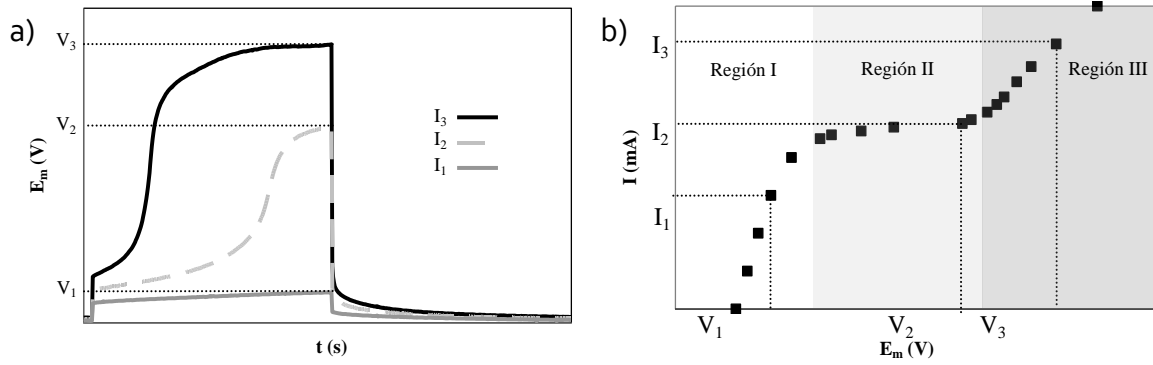 a)
V₃
V₂
V₁
Eₘ (V)
I₃
I₂
I₁
t (s)
b)
I₃
I₂
I₁
I (mA)
Región I
Región II
Región III
V₁
V₂
V₃
Eₘ (V)